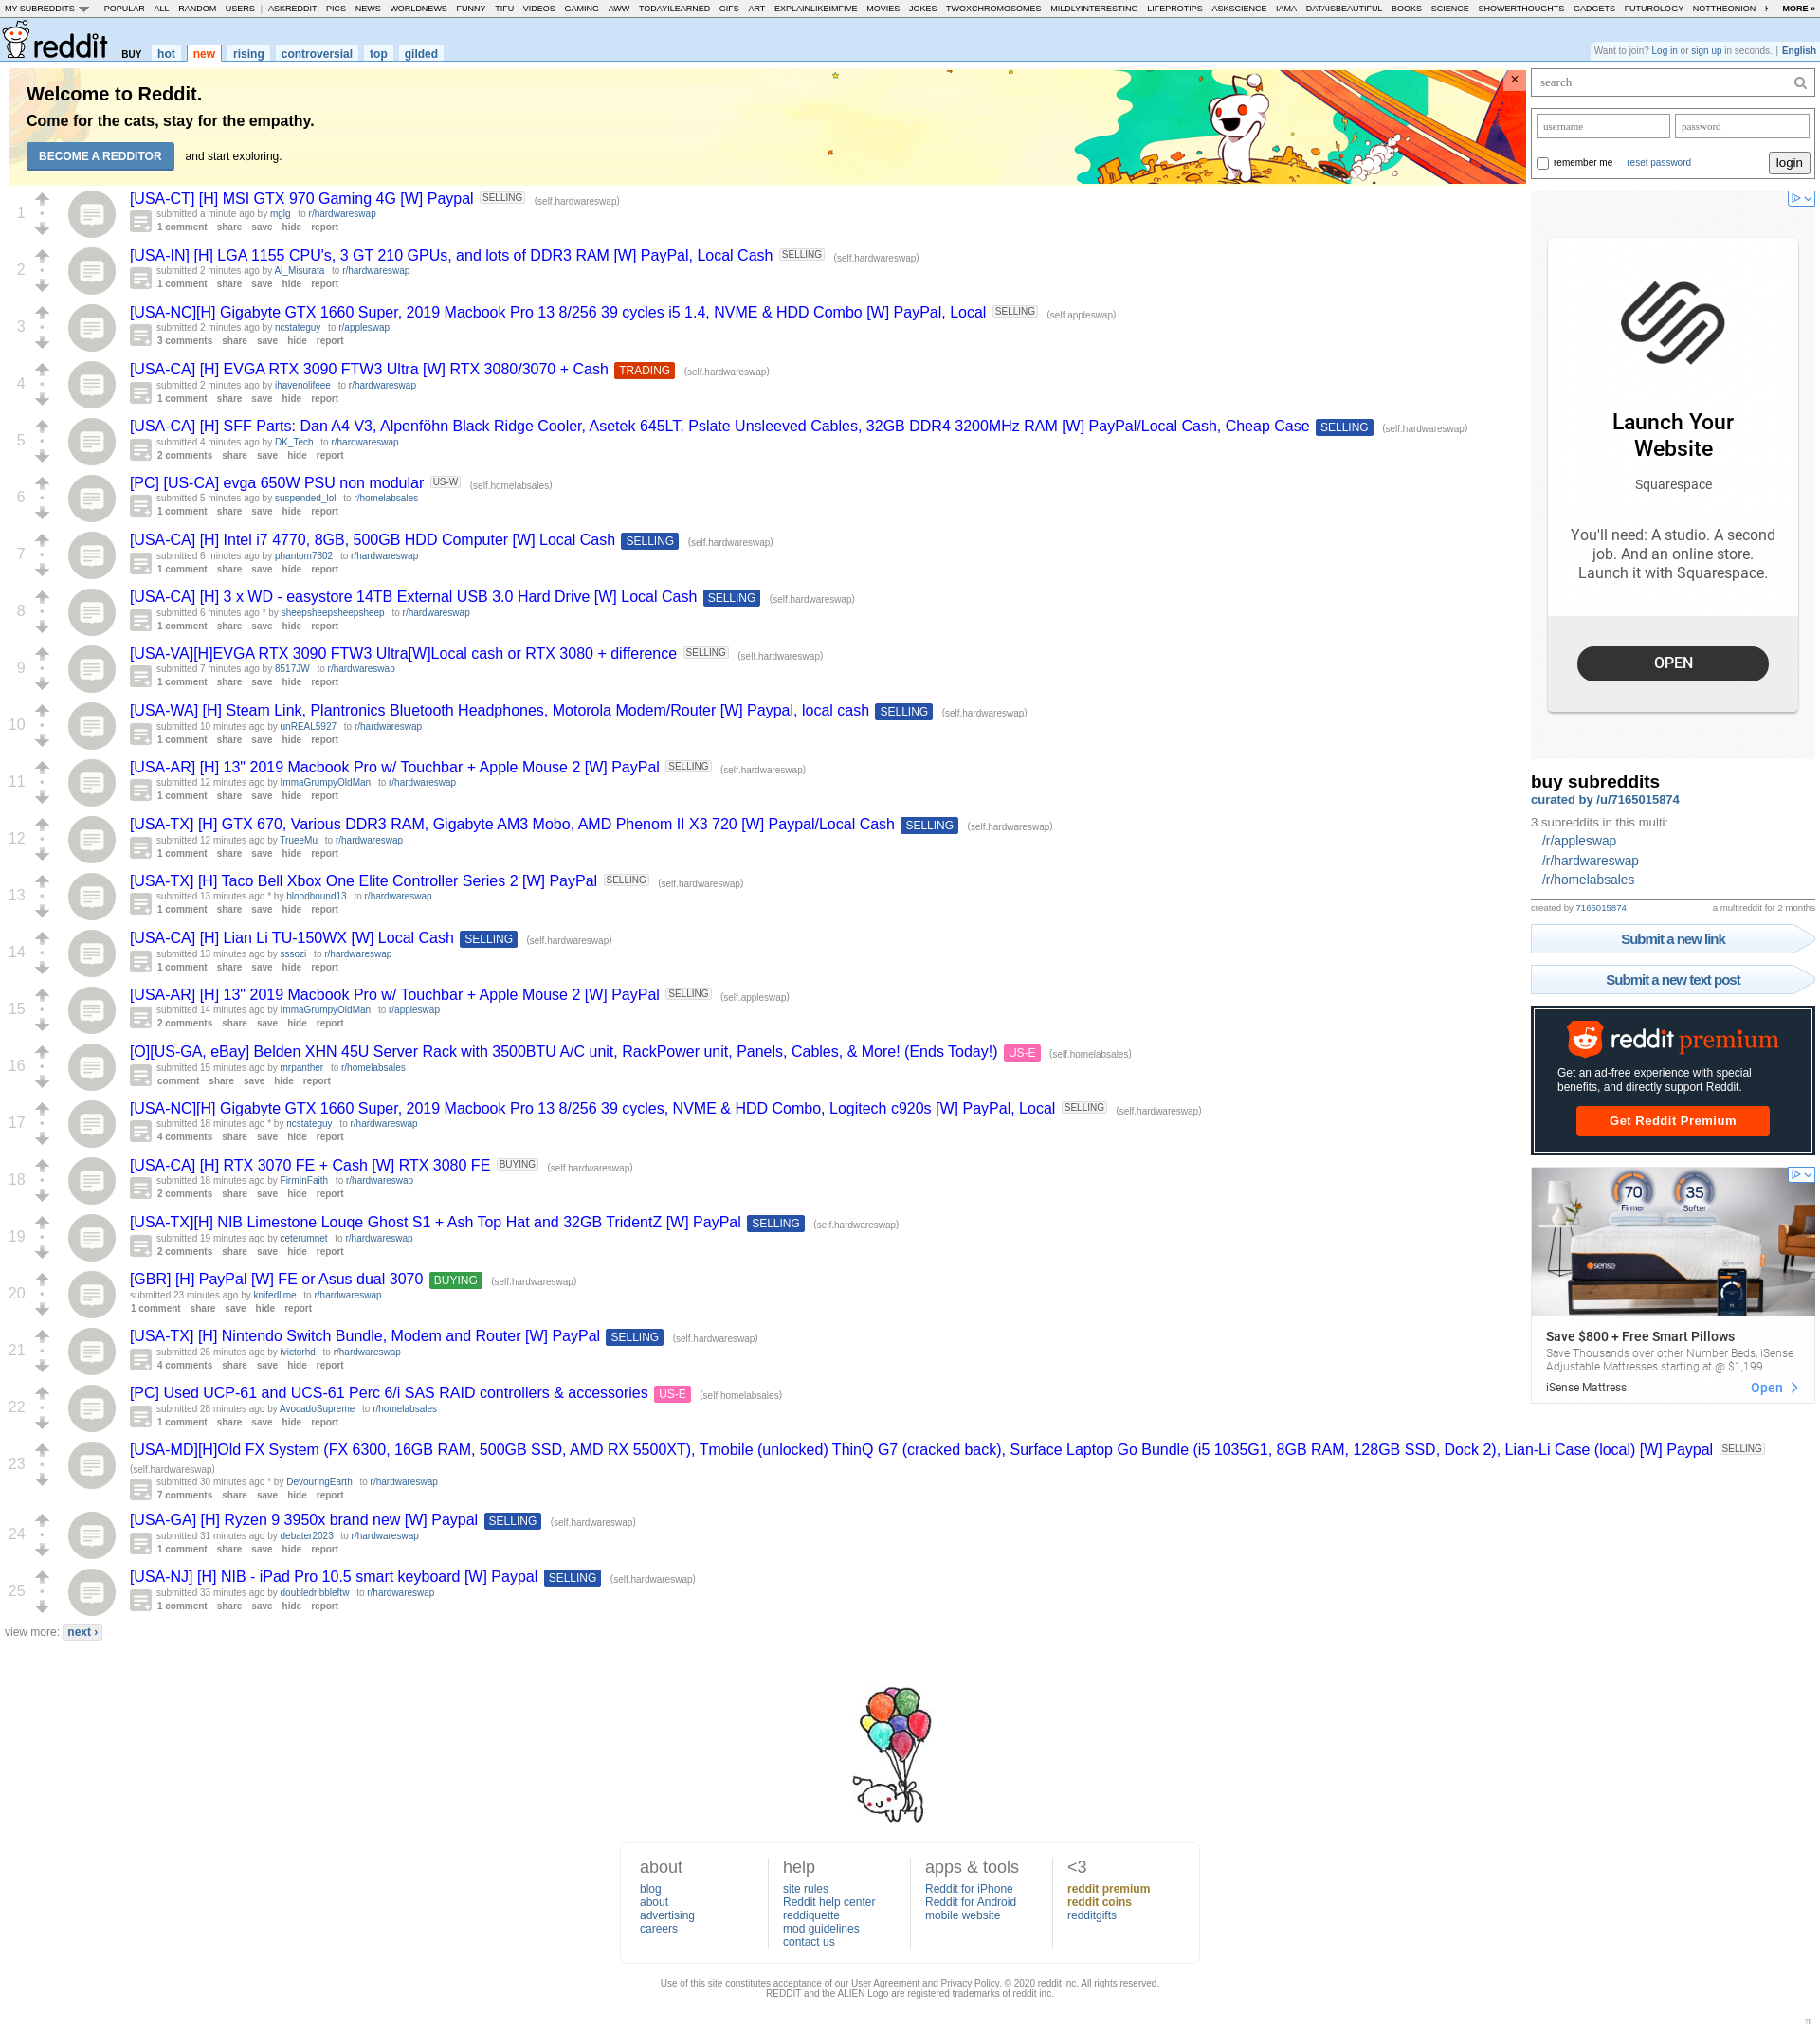 MY SUBREDDITS POPULAR - ALL - RANDOM - USERS | ASKREDDIT - PICS - NEWS - WORLDNEWS - FUNNY - TIFU - VIDEOS - GAMING - AWW - TODAYILEARNED - GIFS - ART - EXPLAINLIKEIMFIVE - MOVIES - JOKES - TWOXCHROMOSOMES - MILDLYINTERESTING - LIFEPROTIPS - ASKSCIENCE - IAMA - DATAISBEAUTIFUL - BOOKS - SCIENCE - SHOWERTHOUGHTS - GADGETS - FUTUROLOGY - NOTTHEONION - MORE »
reddit BUY hot new rising controversial top gilded
Want to join? Log in or sign up in seconds. | English
Welcome to Reddit.
Come for the cats, stay for the empathy.
BECOME A REDDITOR and start exploring.
×
1
[USA-CT] [H] MSI GTX 970 Gaming 4G [W] Paypal SELLING (self.hardwareswap)
submitted a minute ago by mglg to r/hardwareswap
1 comment share save hide report
2
[USA-IN] [H] LGA 1155 CPU's, 3 GT 210 GPUs, and lots of DDR3 RAM [W] PayPal, Local Cash SELLING (self.hardwareswap)
submitted 2 minutes ago by Al_Misurata to r/hardwareswap
1 comment share save hide report
3
[USA-NC][H] Gigabyte GTX 1660 Super, 2019 Macbook Pro 13 8/256 39 cycles i5 1.4, NVME & HDD Combo [W] PayPal, Local SELLING (self.appleswap)
submitted 2 minutes ago by ncstateguy to r/appleswap
3 comments share save hide report
4
[USA-CA] [H] EVGA RTX 3090 FTW3 Ultra [W] RTX 3080/3070 + Cash TRADING (self.hardwareswap)
submitted 2 minutes ago by ihavenolifeee to r/hardwareswap
1 comment share save hide report
5
[USA-CA] [H] SFF Parts: Dan A4 V3, Alpenföhn Black Ridge Cooler, Asetek 645LT, Pslate Unsleeved Cables, 32GB DDR4 3200MHz RAM [W] PayPal/Local Cash, Cheap Case SELLING (self.hardwareswap)
submitted 4 minutes ago by DK_Tech to r/hardwareswap
2 comments share save hide report
6
[PC] [US-CA] evga 650W PSU non modular US-W (self.homelabsales)
submitted 5 minutes ago by suspended_lol to r/homelabsales
1 comment share save hide report
7
[USA-CA] [H] Intel i7 4770, 8GB, 500GB HDD Computer [W] Local Cash SELLING (self.hardwareswap)
submitted 6 minutes ago by phantom7802 to r/hardwareswap
1 comment share save hide report
8
[USA-CA] [H] 3 x WD - easystore 14TB External USB 3.0 Hard Drive [W] Local Cash SELLING (self.hardwareswap)
submitted 6 minutes ago * by sheepsheepsheepsheep to r/hardwareswap
1 comment share save hide report
9
[USA-VA][H]EVGA RTX 3090 FTW3 Ultra[W]Local cash or RTX 3080 + difference SELLING (self.hardwareswap)
submitted 7 minutes ago by 8517JW to r/hardwareswap
1 comment share save hide report
10
[USA-WA] [H] Steam Link, Plantronics Bluetooth Headphones, Motorola Modem/Router [W] Paypal, local cash SELLING (self.hardwareswap)
submitted 10 minutes ago by unREAL5927 to r/hardwareswap
1 comment share save hide report
11
[USA-AR] [H] 13" 2019 Macbook Pro w/ Touchbar + Apple Mouse 2 [W] PayPal SELLING (self.hardwareswap)
submitted 12 minutes ago by ImmaGrumpyOldMan to r/hardwareswap
1 comment share save hide report
12
[USA-TX] [H] GTX 670, Various DDR3 RAM, Gigabyte AM3 Mobo, AMD Phenom II X3 720 [W] Paypal/Local Cash SELLING (self.hardwareswap)
submitted 12 minutes ago by TrueeMu to r/hardwareswap
1 comment share save hide report
13
[USA-TX] [H] Taco Bell Xbox One Elite Controller Series 2 [W] PayPal SELLING (self.hardwareswap)
submitted 13 minutes ago * by bloodhound13 to r/hardwareswap
1 comment share save hide report
14
[USA-CA] [H] Lian Li TU-150WX [W] Local Cash SELLING (self.hardwareswap)
submitted 13 minutes ago by sssozi to r/hardwareswap
1 comment share save hide report
15
[USA-AR] [H] 13" 2019 Macbook Pro w/ Touchbar + Apple Mouse 2 [W] PayPal SELLING (self.appleswap)
submitted 14 minutes ago by ImmaGrumpyOldMan to r/appleswap
2 comments share save hide report
16
[O][US-GA, eBay] Belden XHN 45U Server Rack with 3500BTU A/C unit, RackPower unit, Panels, Cables, & More! (Ends Today!) US-E (self.homelabsales)
submitted 15 minutes ago by mrpanther to r/homelabsales
comment share save hide report
17
[USA-NC][H] Gigabyte GTX 1660 Super, 2019 Macbook Pro 13 8/256 39 cycles, NVME & HDD Combo, Logitech c920s [W] PayPal, Local SELLING (self.hardwareswap)
submitted 18 minutes ago * by ncstateguy to r/hardwareswap
4 comments share save hide report
18
[USA-CA] [H] RTX 3070 FE + Cash [W] RTX 3080 FE BUYING (self.hardwareswap)
submitted 18 minutes ago by FirmInFaith to r/hardwareswap
2 comments share save hide report
19
[USA-TX][H] NIB Limestone Louqe Ghost S1 + Ash Top Hat and 32GB TridentZ [W] PayPal SELLING (self.hardwareswap)
submitted 19 minutes ago by ceterumnet to r/hardwareswap
2 comments share save hide report
20
[GBR] [H] PayPal [W] FE or Asus dual 3070 BUYING (self.hardwareswap)
submitted 23 minutes ago by knifedlime to r/hardwareswap
1 comment share save hide report
21
[USA-TX] [H] Nintendo Switch Bundle, Modem and Router [W] PayPal SELLING (self.hardwareswap)
submitted 26 minutes ago by ivictorhd to r/hardwareswap
4 comments share save hide report
22
[PC] Used UCP-61 and UCS-61 Perc 6/i SAS RAID controllers & accessories US-E (self.homelabsales)
submitted 28 minutes ago by AvocadoSupreme to r/homelabsales
1 comment share save hide report
23
[USA-MD][H]Old FX System (FX 6300, 16GB RAM, 500GB SSD, AMD RX 5500XT), Tmobile (unlocked) ThinQ G7 (cracked back), Surface Laptop Go Bundle (i5 1035G1, 8GB RAM, 128GB SSD, Dock 2), Lian-Li Case (local) [W] Paypal SELLING
(self.hardwareswap)
submitted 30 minutes ago * by DevouringEarth to r/hardwareswap
7 comments share save hide report
24
[USA-GA] [H] Ryzen 9 3950x brand new [W] Paypal SELLING (self.hardwareswap)
submitted 31 minutes ago by debater2023 to r/hardwareswap
1 comment share save hide report
25
[USA-NJ] [H] NIB - iPad Pro 10.5 smart keyboard [W] Paypal SELLING (self.hardwareswap)
submitted 33 minutes ago by doubledribbleftw to r/hardwareswap
1 comment share save hide report
view more: next ›
search
username password
remember me reset password login
Launch Your
Website
Squarespace
You'll need: A studio. A second
job. And an online store.
Launch it with Squarespace.
OPEN
buy subreddits
curated by /u/7165015874
3 subreddits in this multi:
/r/appleswap
/r/hardwareswap
/r/homelabsales
created by 7165015874 a multireddit for 2 months
Submit a new link
Submit a new text post
reddit premium
Get an ad-free experience with special
benefits, and directly support Reddit.
Get Reddit Premium
70 35
Firmer Softer
iSense
Save $800 + Free Smart Pillows
Save Thousands over other Number Beds, iSense
Adjustable Mattresses starting at @ $1,199
iSense Mattress Open
about
blog
about
advertising
careers
help
site rules
Reddit help center
reddiquette
mod guidelines
contact us
apps & tools
Reddit for iPhone
Reddit for Android
mobile website
<3
reddit premium
reddit coins
redditgifts
Use of this site constitutes acceptance of our User Agreement and Privacy Policy. © 2020 reddit inc. All rights reserved.
REDDIT and the ALIEN Logo are registered trademarks of reddit inc.
π